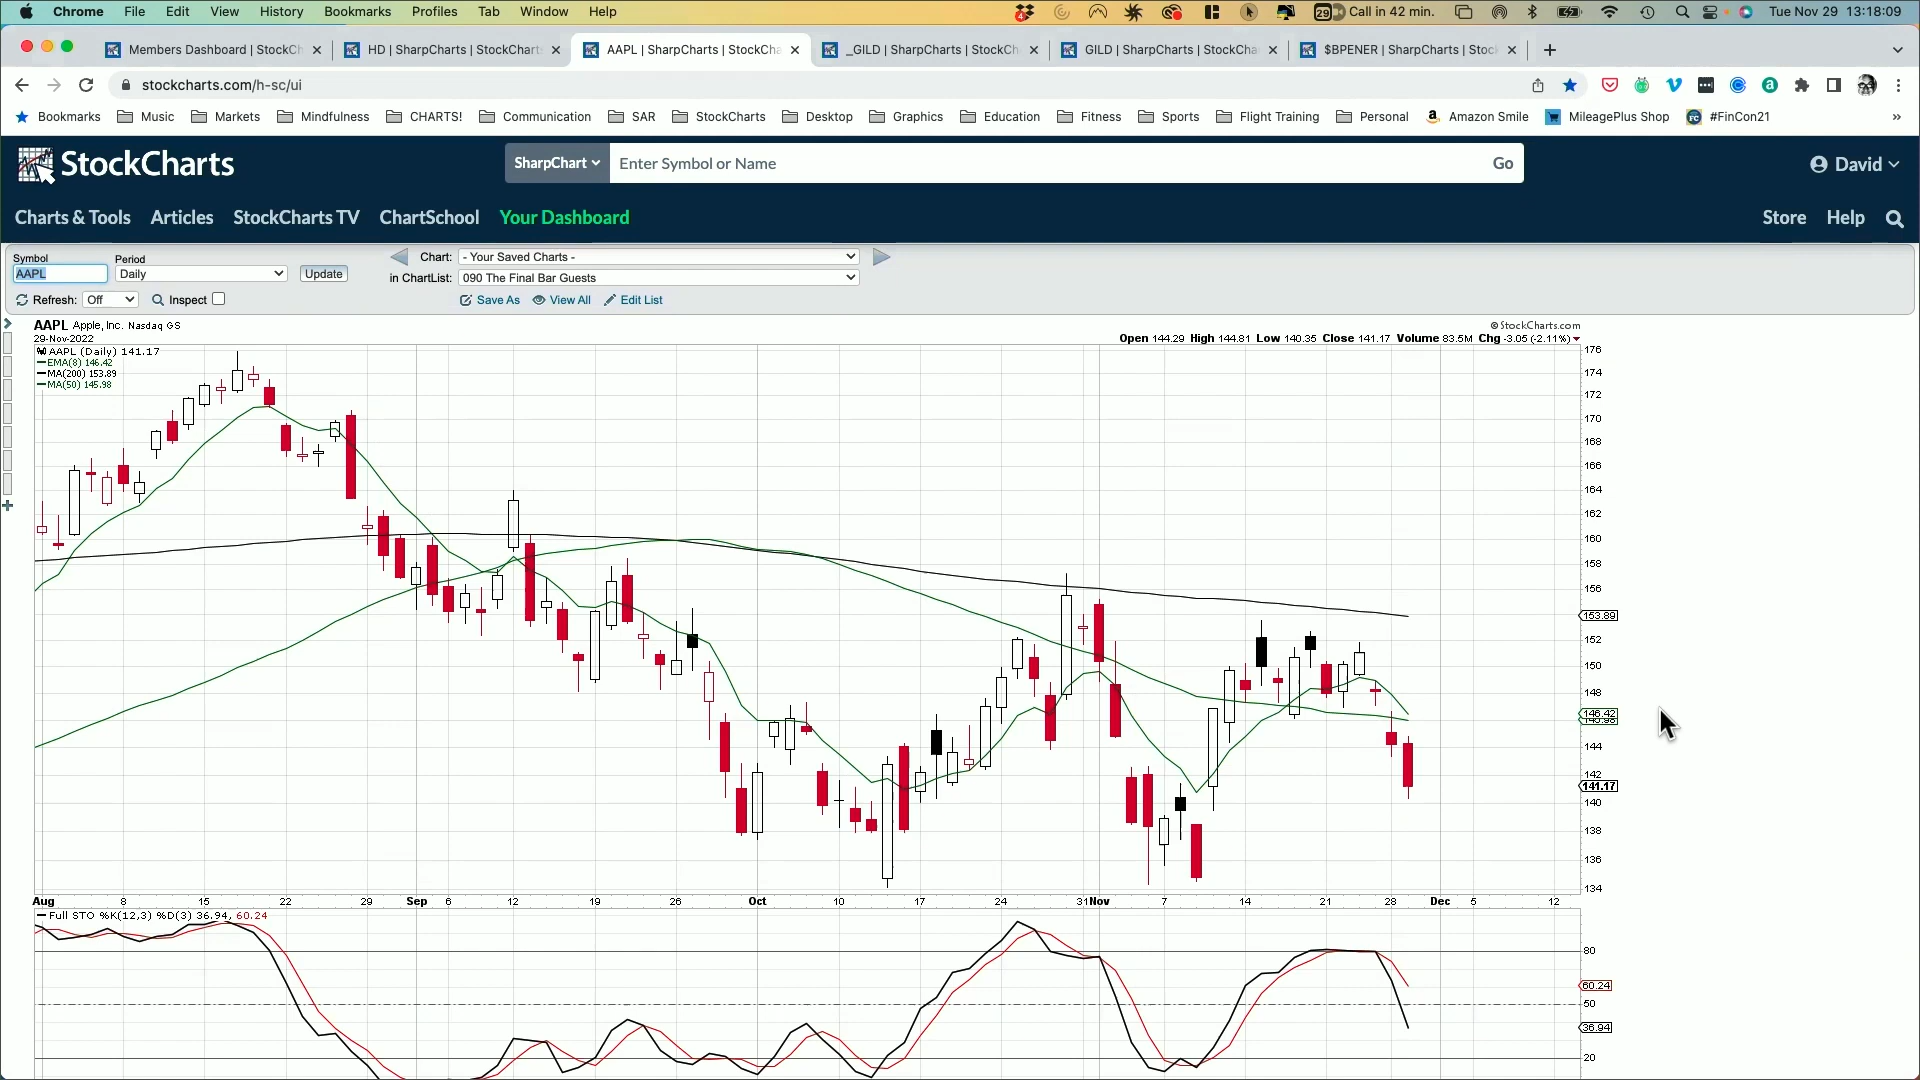 Chrome File Edit View History Bookmarks Profiles Tab Window Help 4 29 Call in 42 min. Tue Nov 29 13:18:09
Members Dashboard | StockCh HD | SharpCharts | StockCharts AAPL | SharpCharts | StockCha _GILD | SharpCharts | StockCh GILD | SharpCharts | StockCha $BPENER | SharpCharts | Stock
stockcharts.com/h-sc/ui
Bookmarks Music Markets Mindfulness CHARTS! Communication SAR StockCharts Desktop Graphics Education Fitness Sports Flight Training Personal Amazon Smile MileagePlus Shop #FinCon21 »
StockCharts SharpChart Enter Symbol or Name Go David
Charts & Tools Articles StockCharts TV ChartSchool Your Dashboard Store Help
Symbol Period Chart: - Your Saved Charts -
AAPL Daily Update in ChartList: 090 The Final Bar Guests
Refresh: Off Inspect Save As View All Edit List
AAPL Apple, Inc. Nasdaq GS © StockCharts.com
29-Nov-2022 Open 144.29 High 144.81 Low 140.35 Close 141.17 Volume 83.5M Chg -3.05 (-2.11%)
AAPL (Daily) 141.17
EMA(8) 146.42
MA(200) 153.89
MA(50) 145.98
176
174
172
170
168
166
164
162
160
158
156
153.89
152
150
148
146.42
145.98
144
142
141.17
140
138
136
134
Aug 8 15 22 29 Sep 6 12 19 26 Oct 10 17 24 31 Nov 7 14 21 28 Dec 5 12
Full STO %K(12,3) %D(3) 36.94, 60.24
80
60.24
50
36.94
20